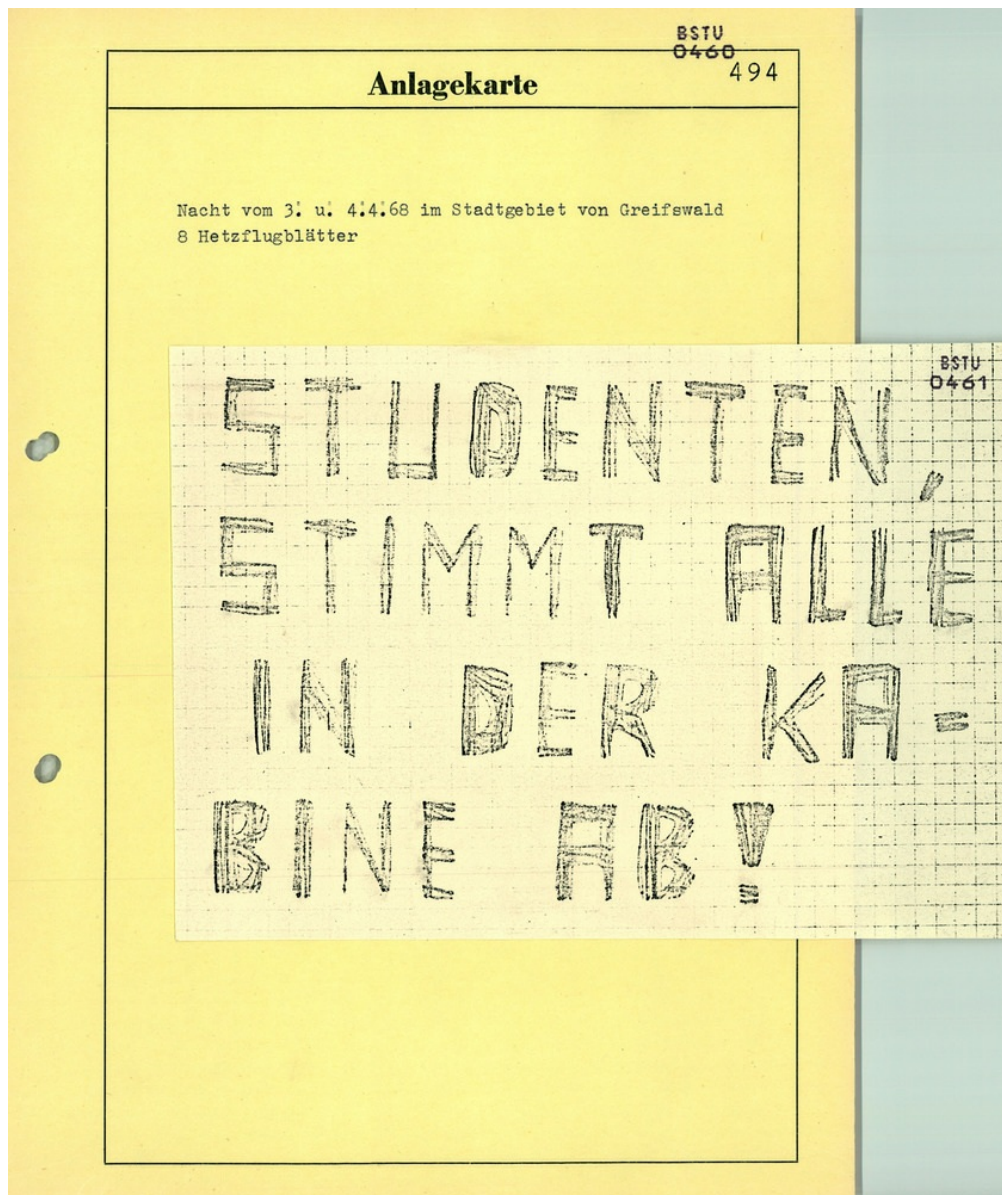 BSTU
0460
494
Anlagekarte
Nacht vom 3. u. 4.4.68 im Stadtgebiet von Greifswald
8 Hetzflugblätter
BSTU
0461
STUDENTEN,
STIMMT ALLE
IN DER KA=
BINE AB!